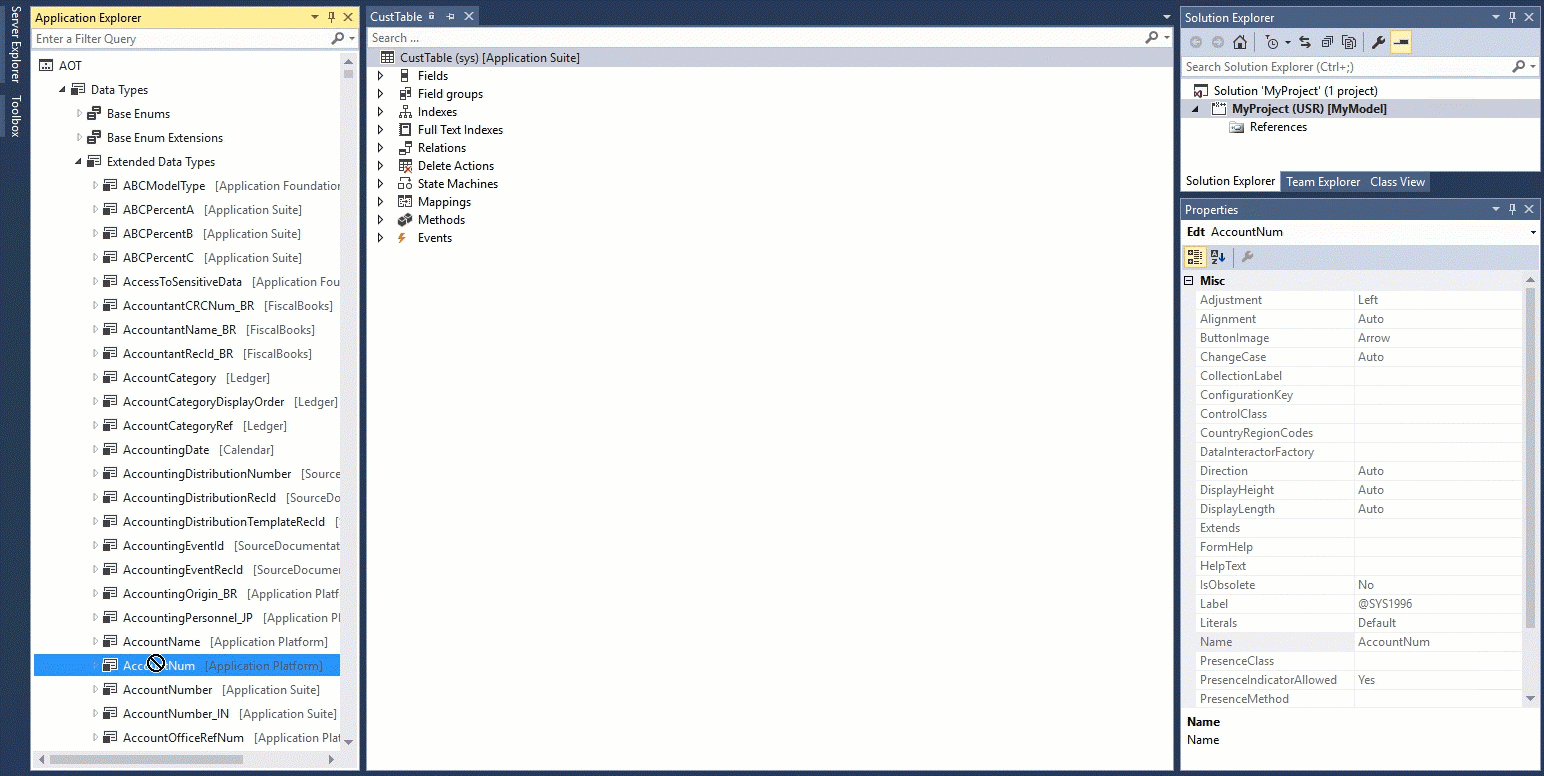 Server Explorer
Toolbox
Application Explorer
Enter a Filter Query
AOT
Data Types
Base Enums
Base Enum Extensions
Extended Data Types
ABCModelType [Application Foundation
ABCPercentA [Application Suite]
ABCPercentB [Application Suite]
ABCPercentC [Application Suite]
AccessToSensitiveData [Application Fou
AccountantCRCNum_BR [FiscalBooks]
AccountantName_BR [FiscalBooks]
AccountantRecId_BR [FiscalBooks]
AccountCategory [Ledger]
AccountCategoryDisplayOrder [Ledger]
AccountCategoryRef [Ledger]
AccountingDate [Calendar]
AccountingDistributionNumber [Source
AccountingDistributionRecId [SourceDo
AccountingDistributionTemplateRecId [
AccountingEventId [SourceDocumentat
AccountingEventRecId [SourceDocume
AccountingOrigin_BR [Application Platf
AccountingPersonnel_JP [Application Pl
AccountName [Application Platform]
AccountNum [Application Platform]
AccountNumber [Application Suite]
AccountNumber_IN [Application Suite]
AccountOfficeRefNum [Application Plat
CustTable
Search ...
CustTable (sys) [Application Suite]
Fields
Field groups
Indexes
Full Text Indexes
Relations
Delete Actions
State Machines
Mappings
Methods
Events
Solution Explorer
Search Solution Explorer (Ctrl+;)
Solution 'MyProject' (1 project)
MyProject (USR) [MyModel]
References
Solution Explorer Team Explorer Class View
Properties
Edt AccountNum
Misc
Adjustment Left
Alignment Auto
ButtonImage Arrow
ChangeCase Auto
CollectionLabel
ConfigurationKey
ControlClass
CountryRegionCodes
DataInteractorFactory
Direction Auto
DisplayHeight Auto
DisplayLength Auto
Extends
FormHelp
HelpText
IsObsolete No
Label @SYS1996
Literals Default
Name AccountNum
PresenceClass
PresenceIndicatorAllowed Yes
PresenceMethod
Name
Name